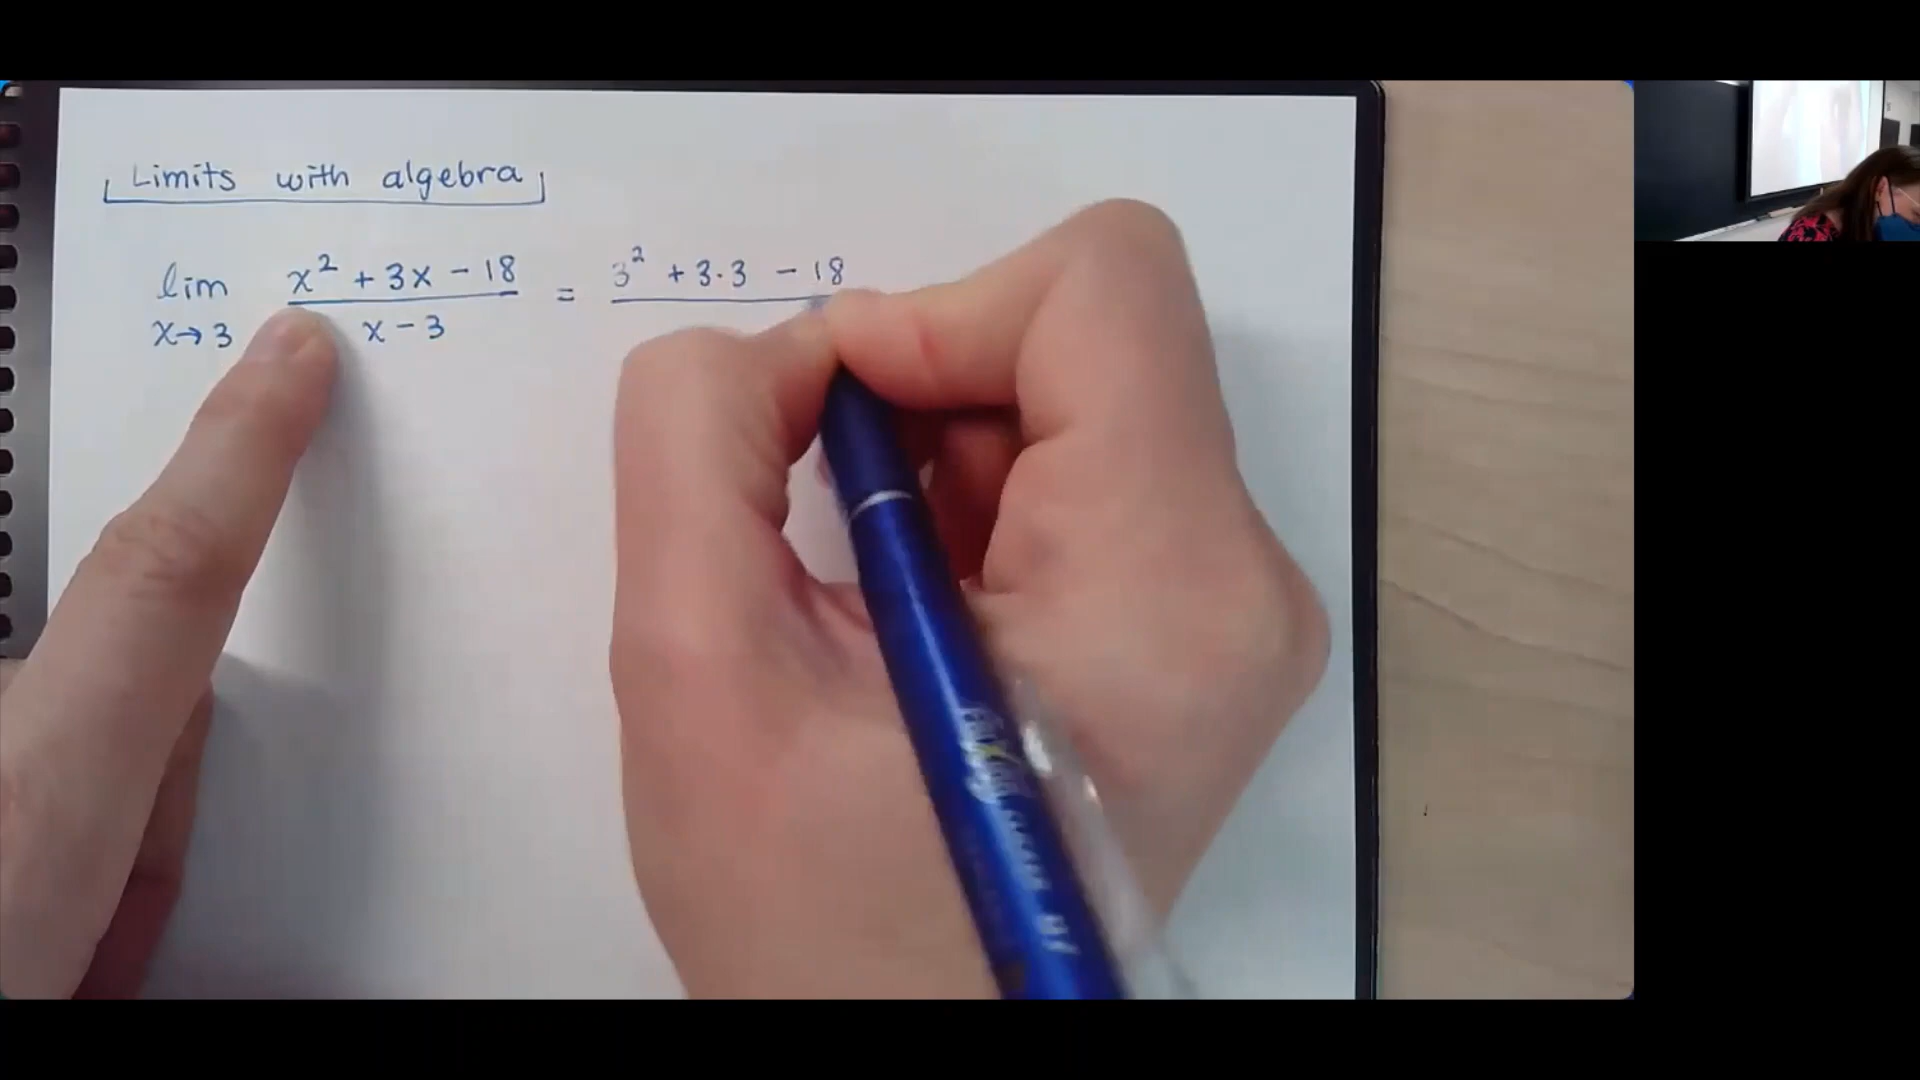 Limits with algebra
lim x² + 3x - 18 = 3² + 3·3 - 18
x→3 x - 3